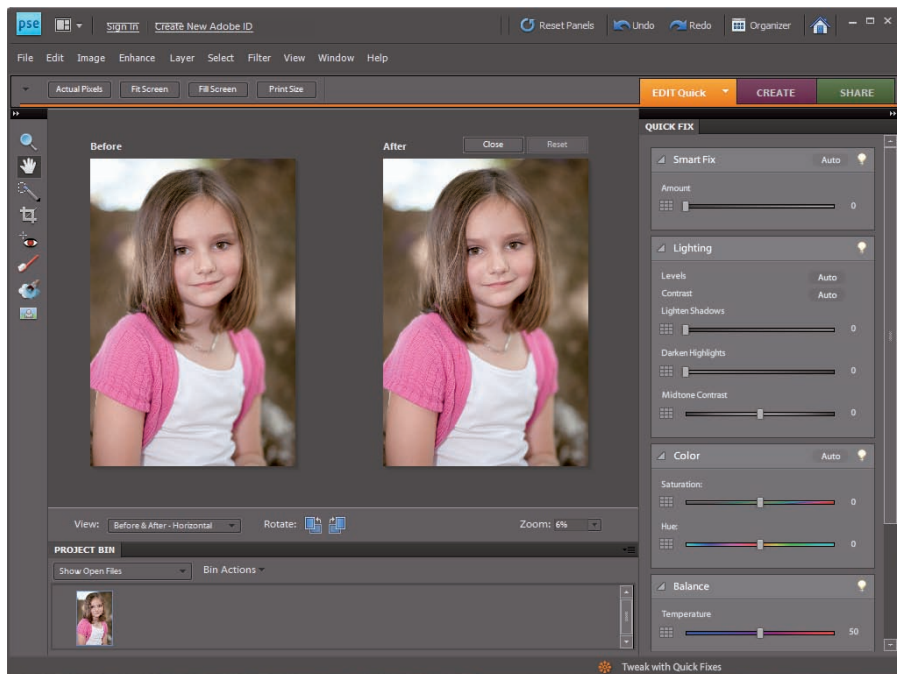 pse Sign In Create New Adobe ID Reset Panels Undo Redo Organizer
File Edit Image Enhance Layer Select Filter View Window Help
Actual Pixels Fit Screen Fill Screen Print Size EDIT Quick CREATE SHARE
QUICK FIX
Before After Close Reset
Smart Fix Auto
Amount
0
Lighting
Levels Auto
Contrast Auto
Lighten Shadows
0
Darken Highlights
0
Midtone Contrast
0
Color Auto
Saturation:
0
Hue:
0
Balance
Temperature
50
View: Before & After - Horizontal Rotate: Zoom: 6%
PROJECT BIN
Show Open Files Bin Actions
Tweak with Quick Fixes